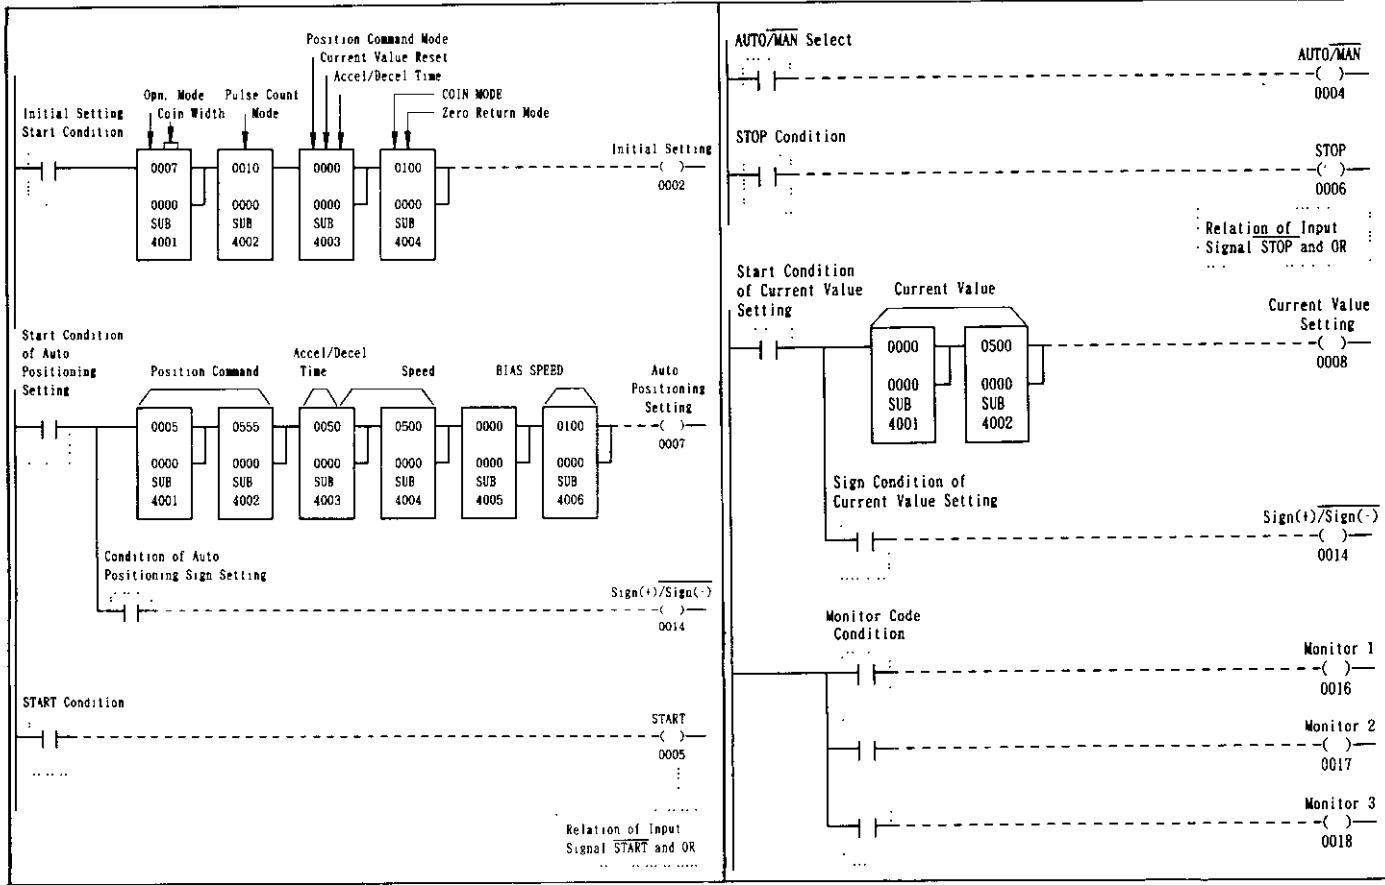 Position Command Mode
Current Value Reset
Accel/Decel Time
Opn. Mode
Coin Width
Pulse Count
Mode
COIN MODE
Zero Return Mode
Initial Setting
Start Condition
0007
0000
SUB
4001
0010
0000
SUB
4002
0000
0000
SUB
4003
0100
0000
SUB
4004
Initial Setting
( )
0002
Start Condition
of Auto
Positioning
Setting
Position Command
Accel/Decel
Time
Speed
BIAS SPEED
Auto
Positioning
Setting
0005
0000
SUB
4001
0555
0000
SUB
4002
0050
0000
SUB
4003
0500
0000
SUB
4004
0000
0000
SUB
4005
0100
0000
SUB
4006
( )
0007
Condition of Auto
Positioning Sign Setting
Sign(+)/Sign(-)
( )
0014
START Condition
START
( )
0005
Relation of Input
Signal START and OR
AUTO/MAN Select
AUTO/MAN
( )
0004
STOP Condition
STOP
( )
0006
Relation of Input
Signal STOP and OR
Start Condition
of Current Value
Setting
Current Value
0000
0000
SUB
4001
0500
0000
SUB
4002
Current Value
Setting
( )
0008
Sign Condition of
Current Value Setting
Sign(+)/Sign(-)
( )
0014
Monitor Code
Condition
Monitor 1
( )
0016
Monitor 2
( )
0017
Monitor 3
( )
0018